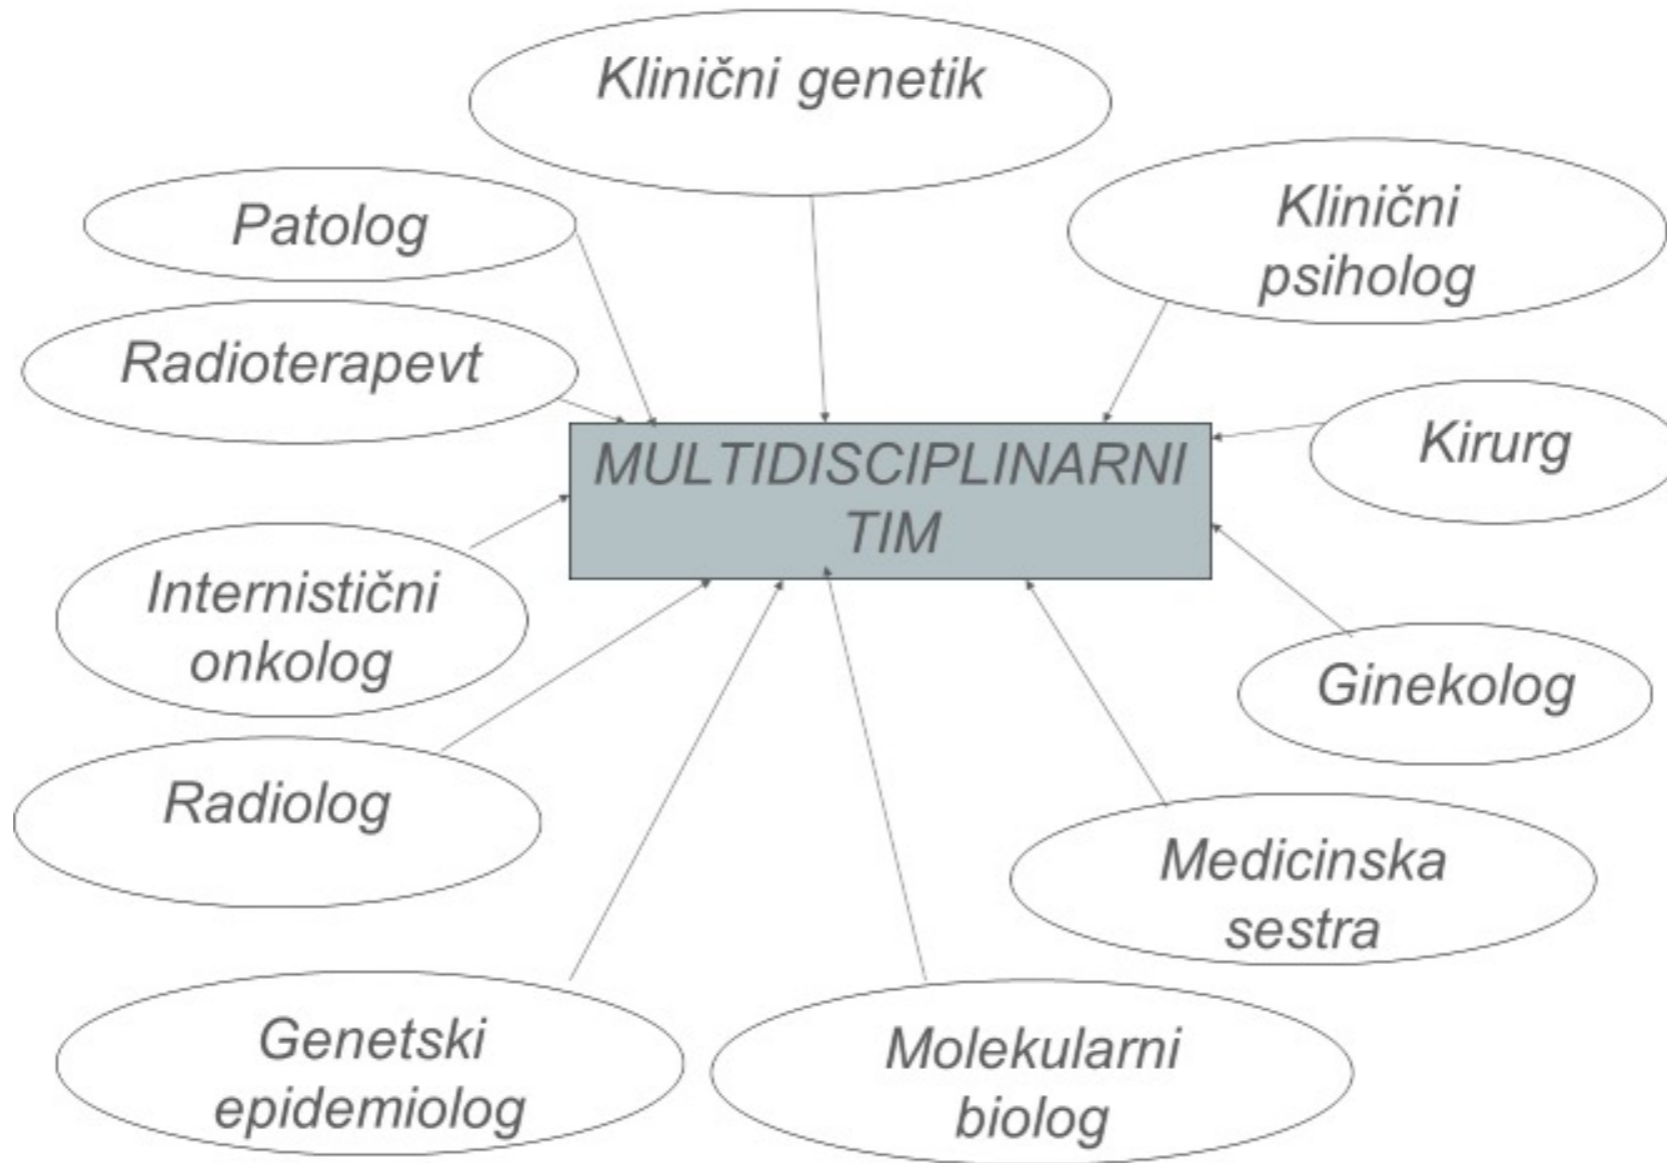 Klinični genetik
Patolog
Klinični
psiholog
Radioterapevt
Kirurg
MULTIDISCIPLINARNI
TIM
Internistični
onkolog
Ginekolog
Radiolog
Medicinska
sestra
Genetski
epidemiolog
Molekularni
biolog